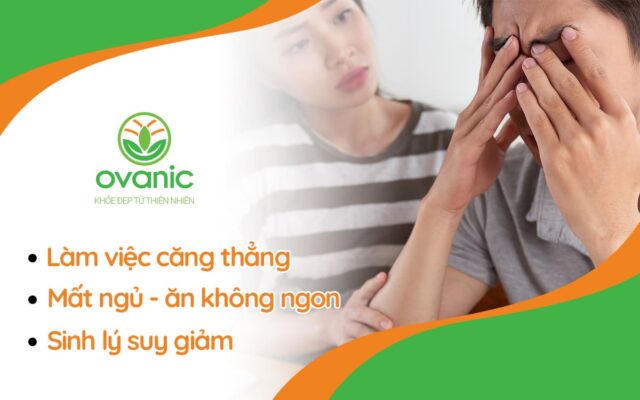 ovanic
KHỎE ĐẸP TỪ THIÊN NHIÊN
Làm việc căng thẳng
Mất ngủ - ăn không ngon
Sinh lý suy giảm